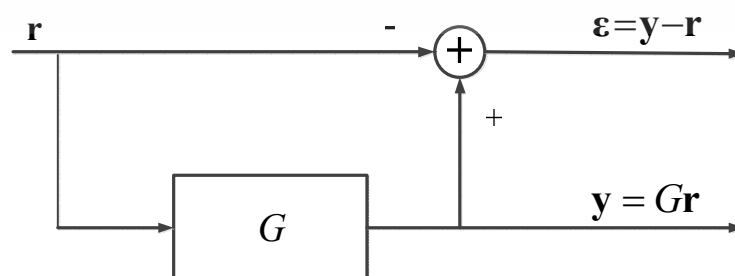 r
-
ε=y−r
+
+
G
y = Gr